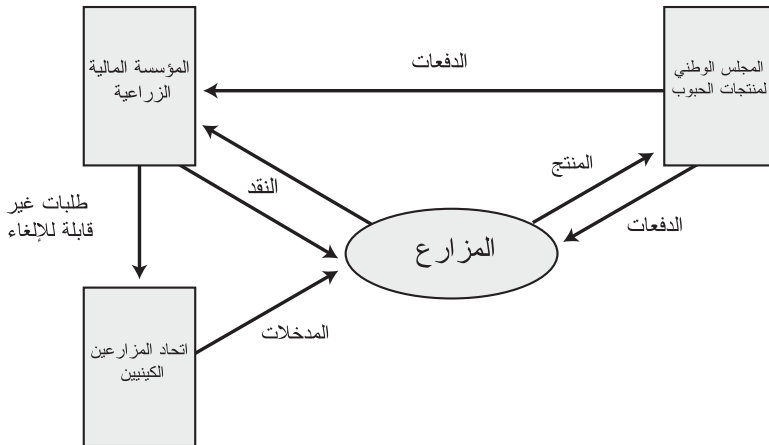 المجلس الوطني
لمنتجات الحبوب
الدفعات
المؤسسة المالية
الزراعية
المنتج
الدفعات
النقد
المزارع
طلبات غير
قابلة للإلغاء
المدخلات
اتحاد المزارعين
الكينيين